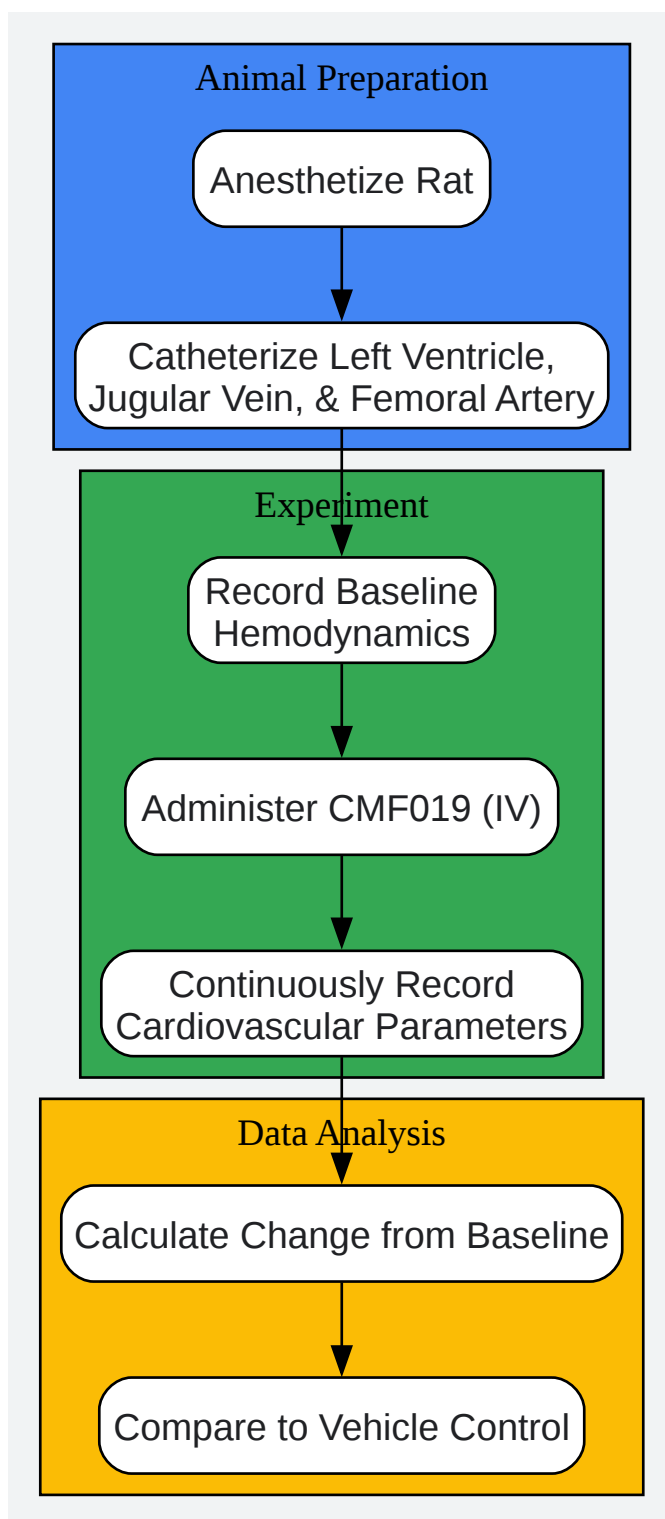 Animal Preparation
Anesthetize Rat
Catheterize Left Ventricle,
Jugular Vein, & Femoral Artery
Experiment
Record Baseline
Hemodynamics
Administer CMF019 (IV)
Continuously Record
Cardiovascular Parameters
Data Analysis
Calculate Change from Baseline
Compare to Vehicle Control